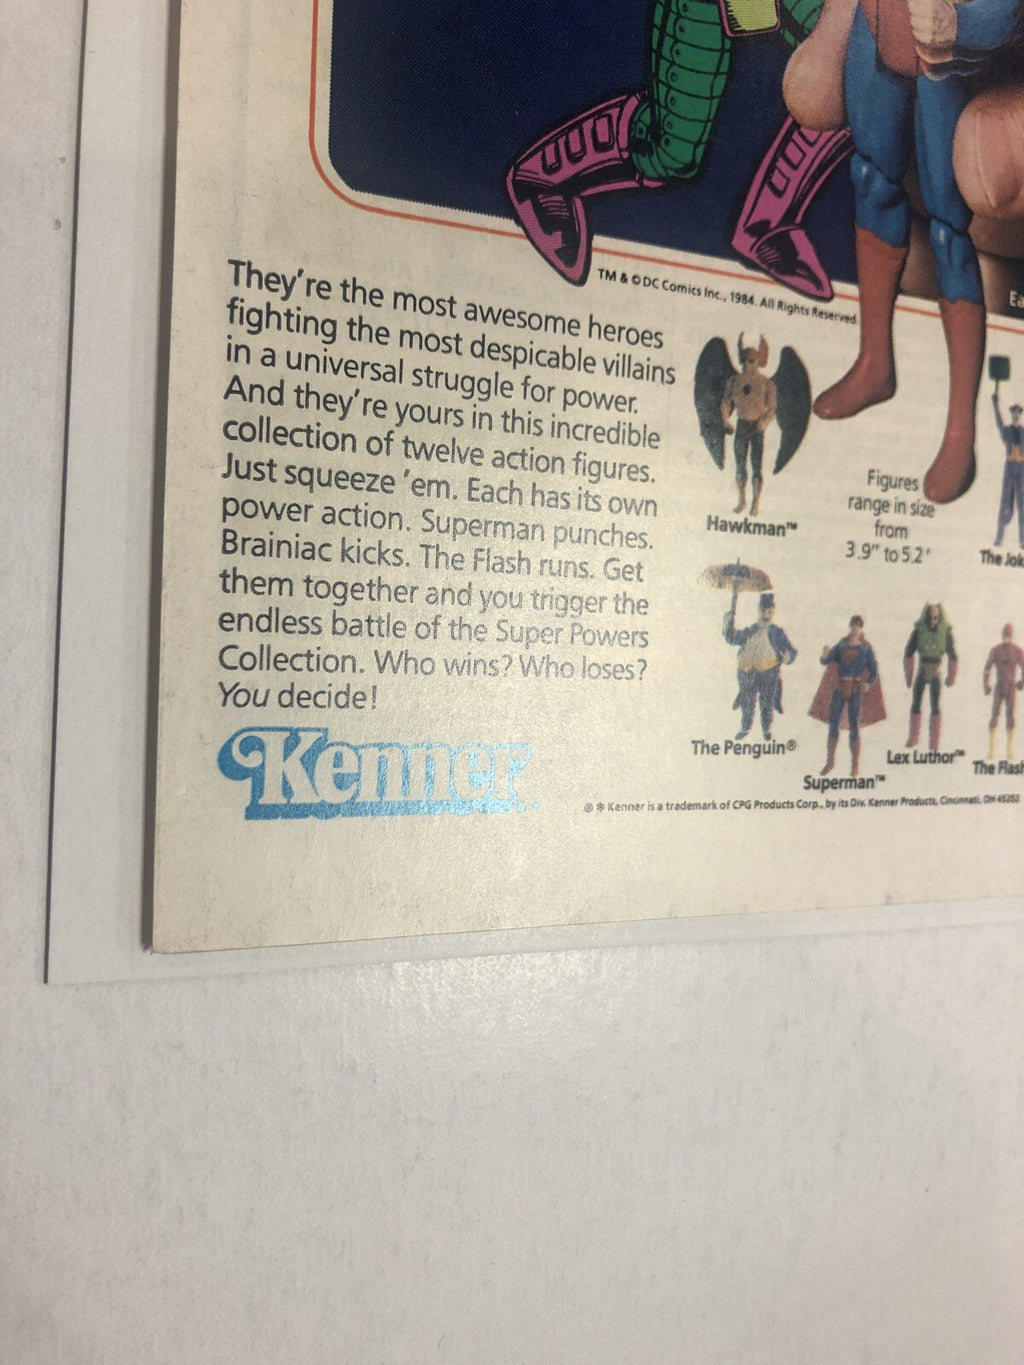 They're the most awesome heroes
fighting the most despicable villains
in a universal struggle for power.
And they're yours in this incredible
collection of twelve action figures.
Just squeeze 'em. Each has its own
power action. Superman punches.
Brainiac kicks. The Flash runs. Get
them together and you trigger the
endless battle of the Super Powers
Collection. Who wins? Who loses?
You decide!
Kenner
TM & © DC Comics Inc., 1984. All Rights Reserved.
Hawkman™
Figures
range in size
from
3.9" to 5.2'
The Jok
The Penguin®
Superman™
Lex Luthor™
The Flash
® * Kenner is a trademark of CPG Products Corp., by its Div. Kenner Products, Cincinnati, OH 45202